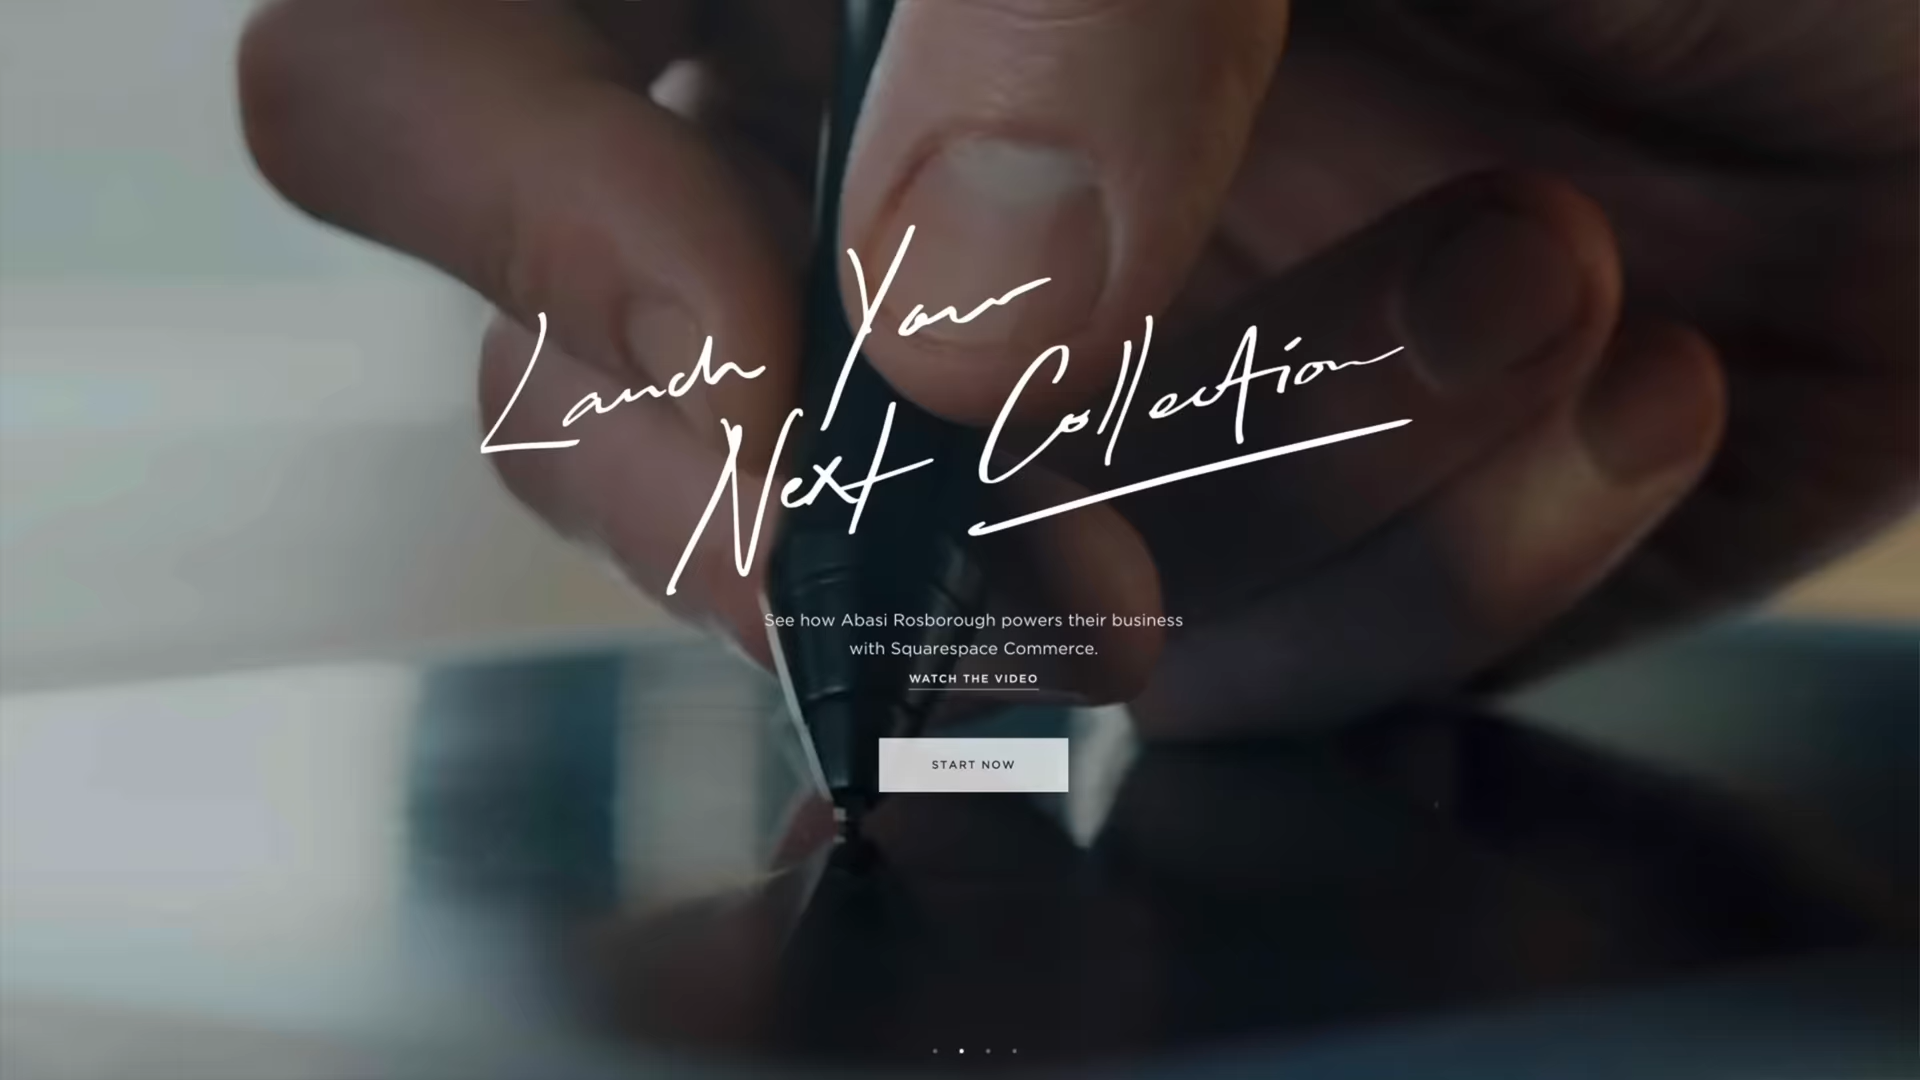 Launch Your
Next Collection
See how Abasi Rosborough powers their business
with Squarespace Commerce.
WATCH THE VIDEO
START NOW